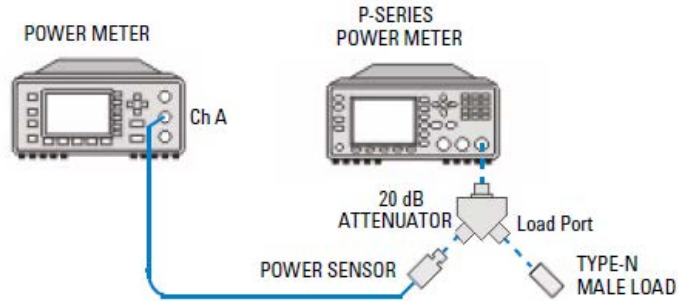 POWER METER
P-SERIES
POWER METER
Ch A
20 dB
ATTENUATOR
Load Port
POWER SENSOR
TYPE-N
MALE LOAD